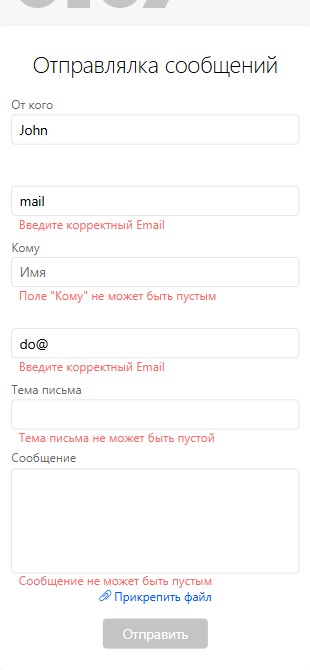 Отправлялка сообщений
От кого
John
mail
Введите корректный Email
Кому
Имя
Поле "Кому" не может быть пустым
do@
Введите корректный Email
Тема письма
Тема письма не может быть пустой
Сообщение
Сообщение не может быть пустым
Прикрепить файл
Отправить